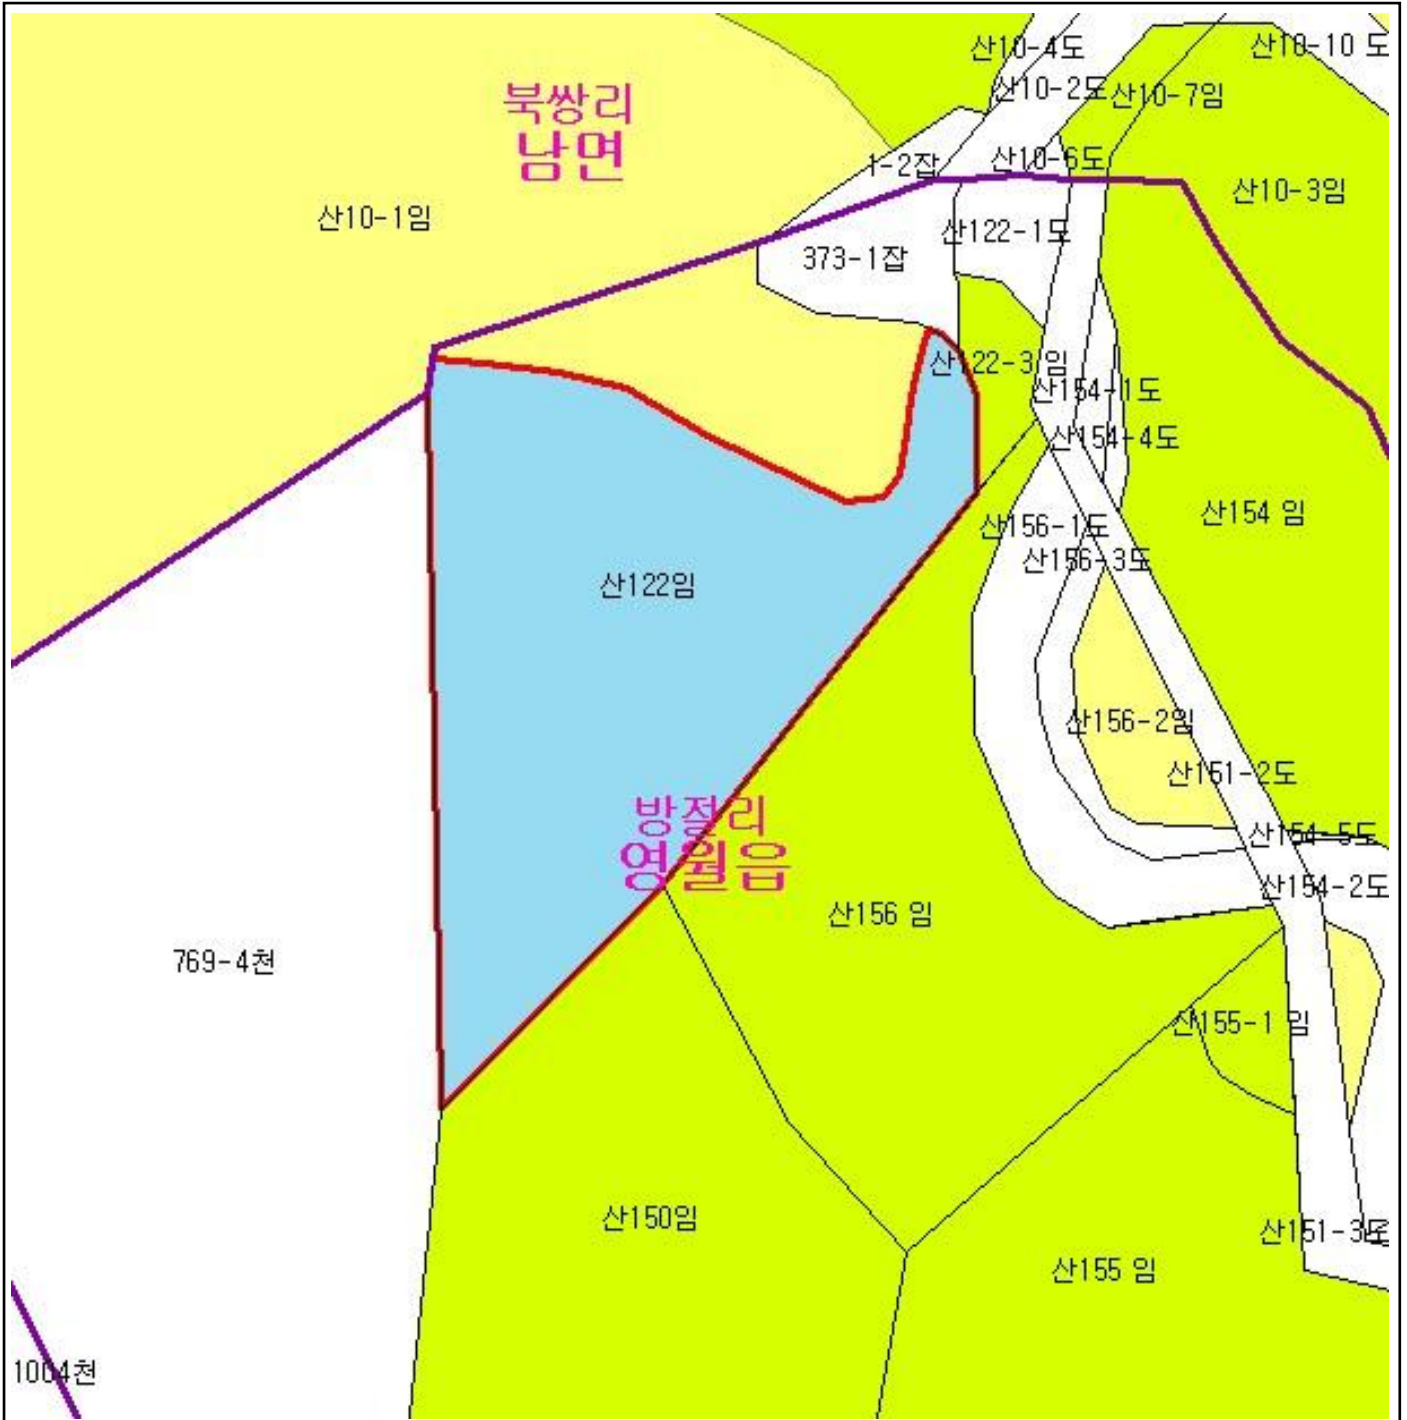 산10-4도
산10-10 도
산10-2도
산10-7임
북쌍리
남면
1-2잡
산10-6도
산10-3임
산10-1임
산122-1도
373-1잡
산122-3 임
산154-1도
산154-4도
산154 임
산156-1도
산156-3도
산122임
산156-2임
산151-2도
방절리
영월읍
산154-5도
산154-2도
산156 임
769-4천
산155-1 임
산150임
산151-3도
산155 임
1004천